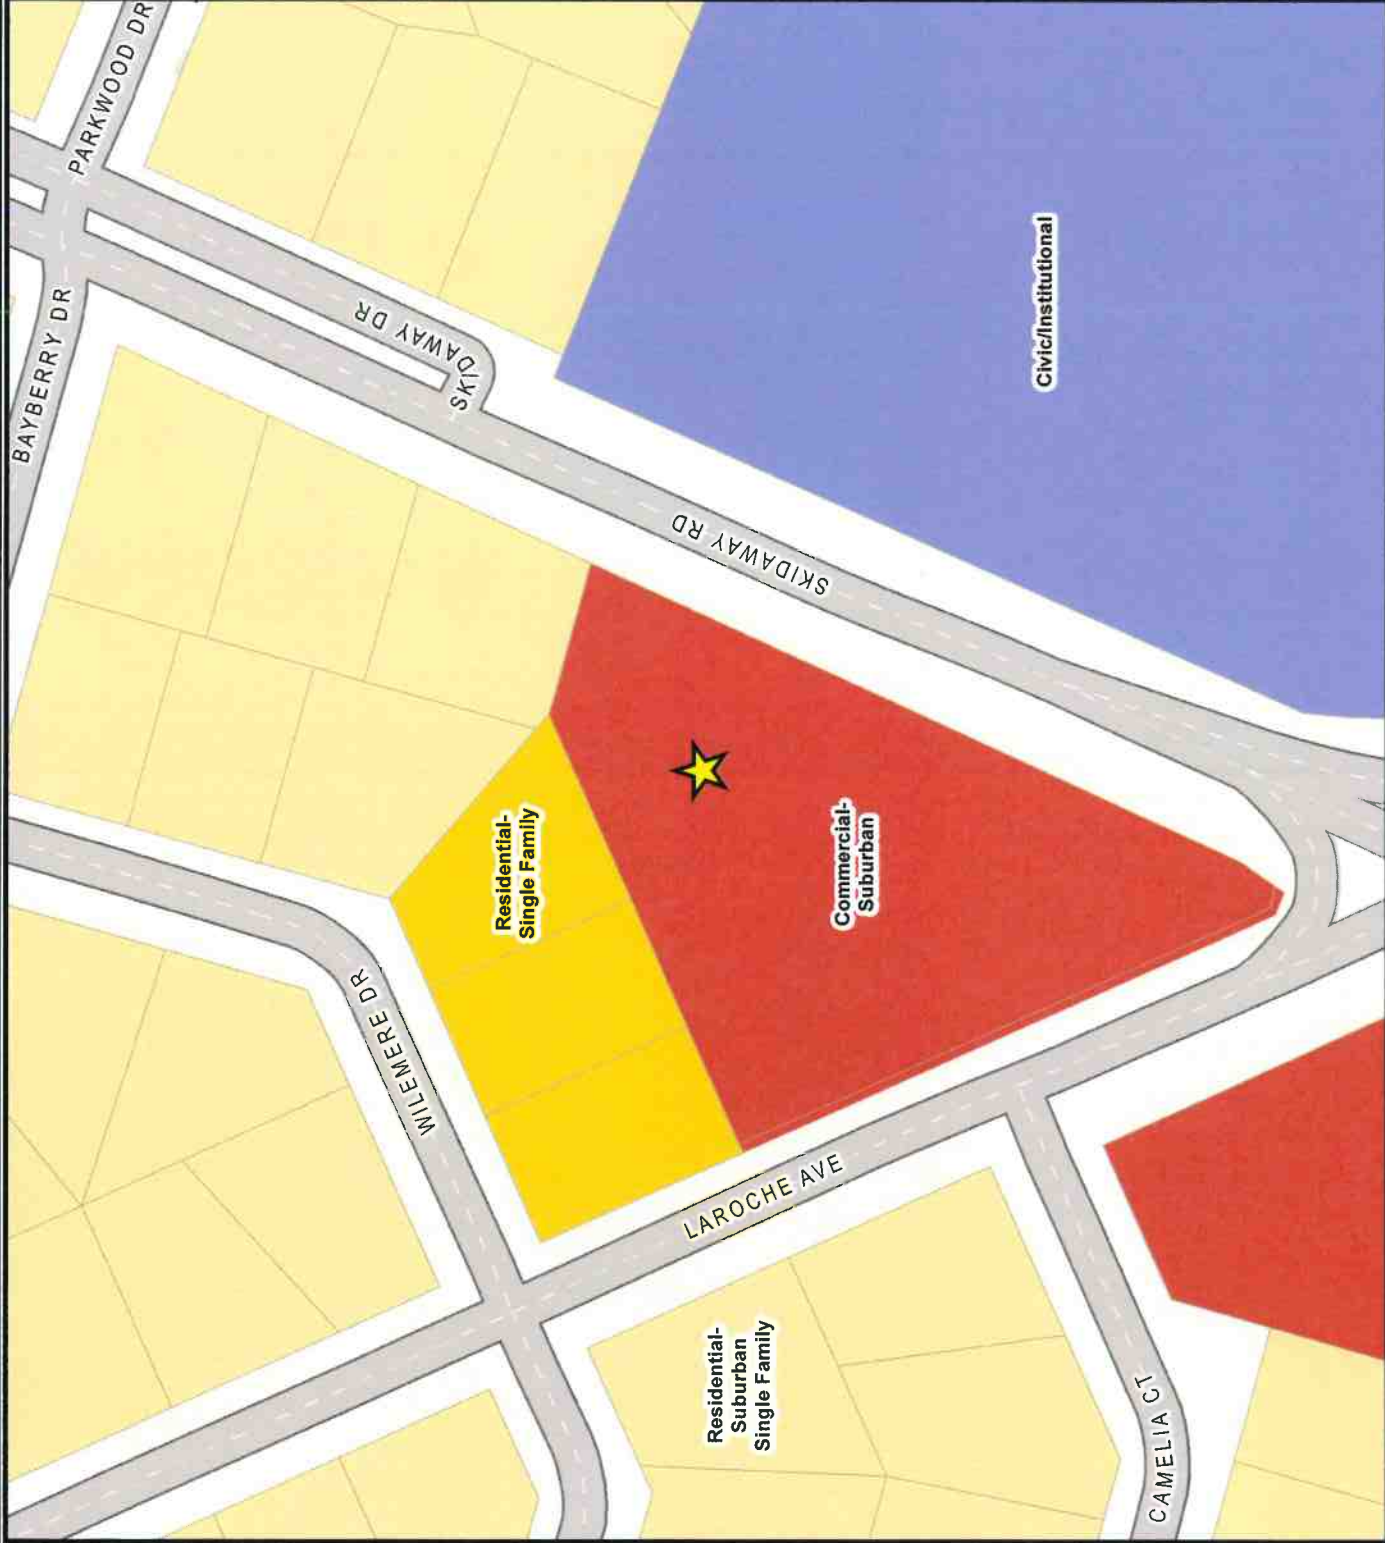 PARKWOOD DR
BAYBERRY DR
SKIDAWAY DR
SKIDAWAY RD
Civic/Institutional
Residential-
Single Family
Commercial-
Suburban
WILEMERE DR
LAROCHE AVE
Residential-
Suburban
Single Family
CAMELIA CT